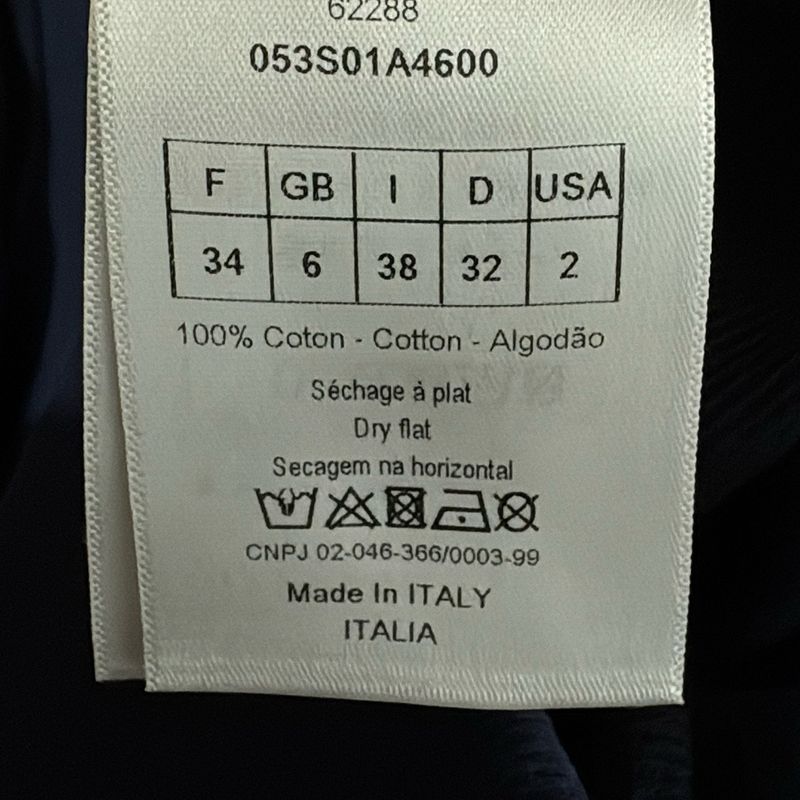 62288
053S01A4600
F GB I D USA
34 6 38 32 2
100% Coton - Cotton - Algodão
Séchage à plat
Dry flat
Secagem na horizontal
CNPJ 02-046-366/0003-99
Made In ITALY
ITALIA